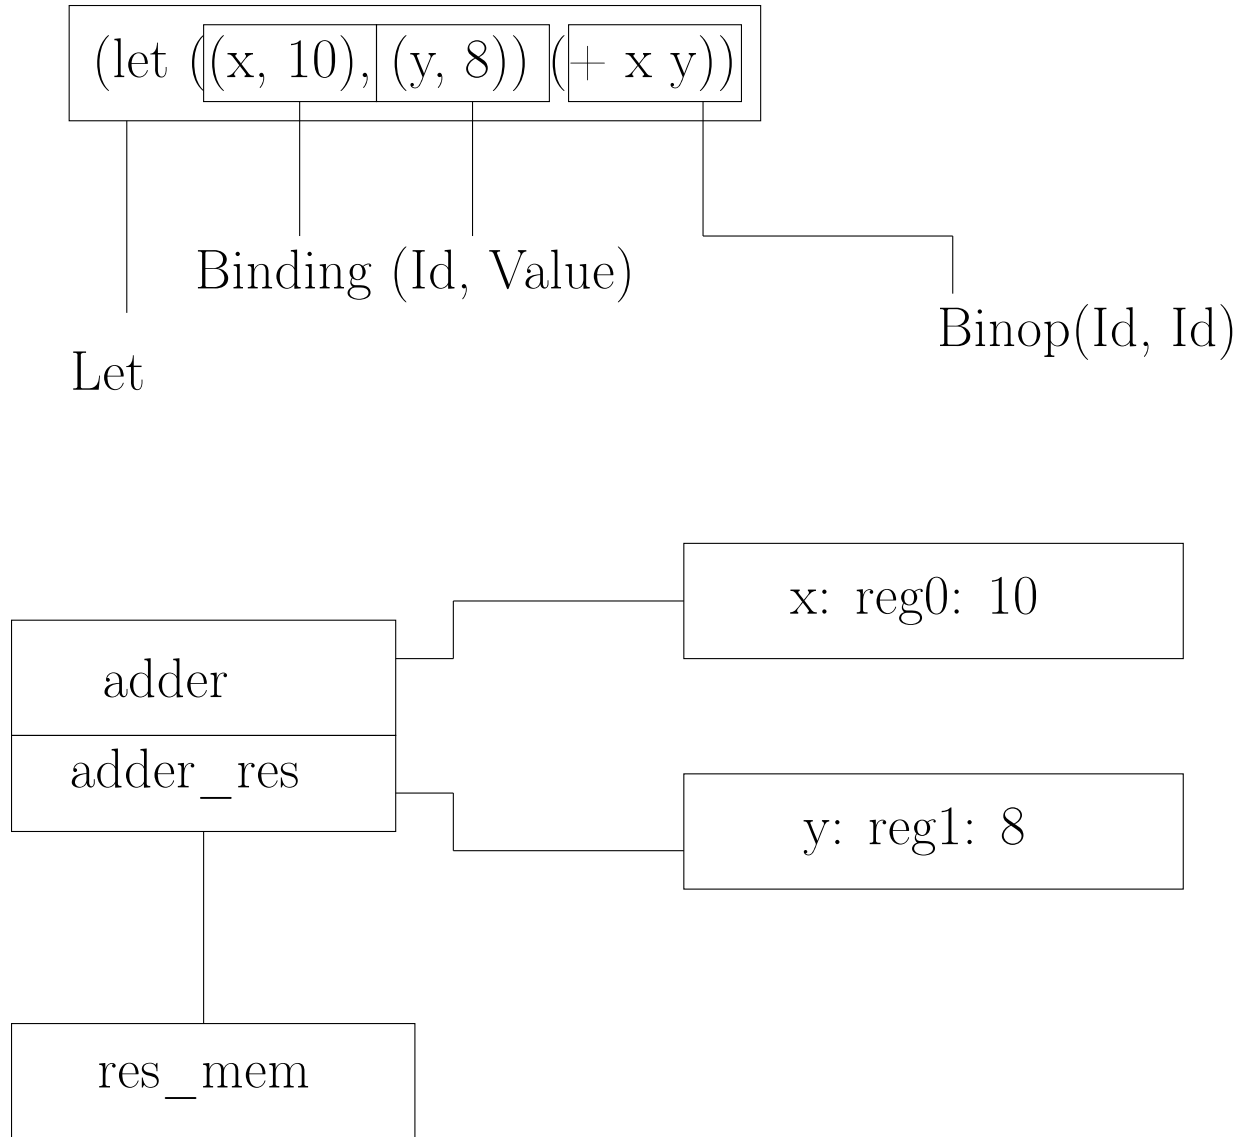 (let ((x, 10), (y, 8)) (+ x y))
Binding (Id, Value)
Binop(Id, Id)
Let
x: reg0: 10
adder
adder_res
y: reg1: 8
res_mem